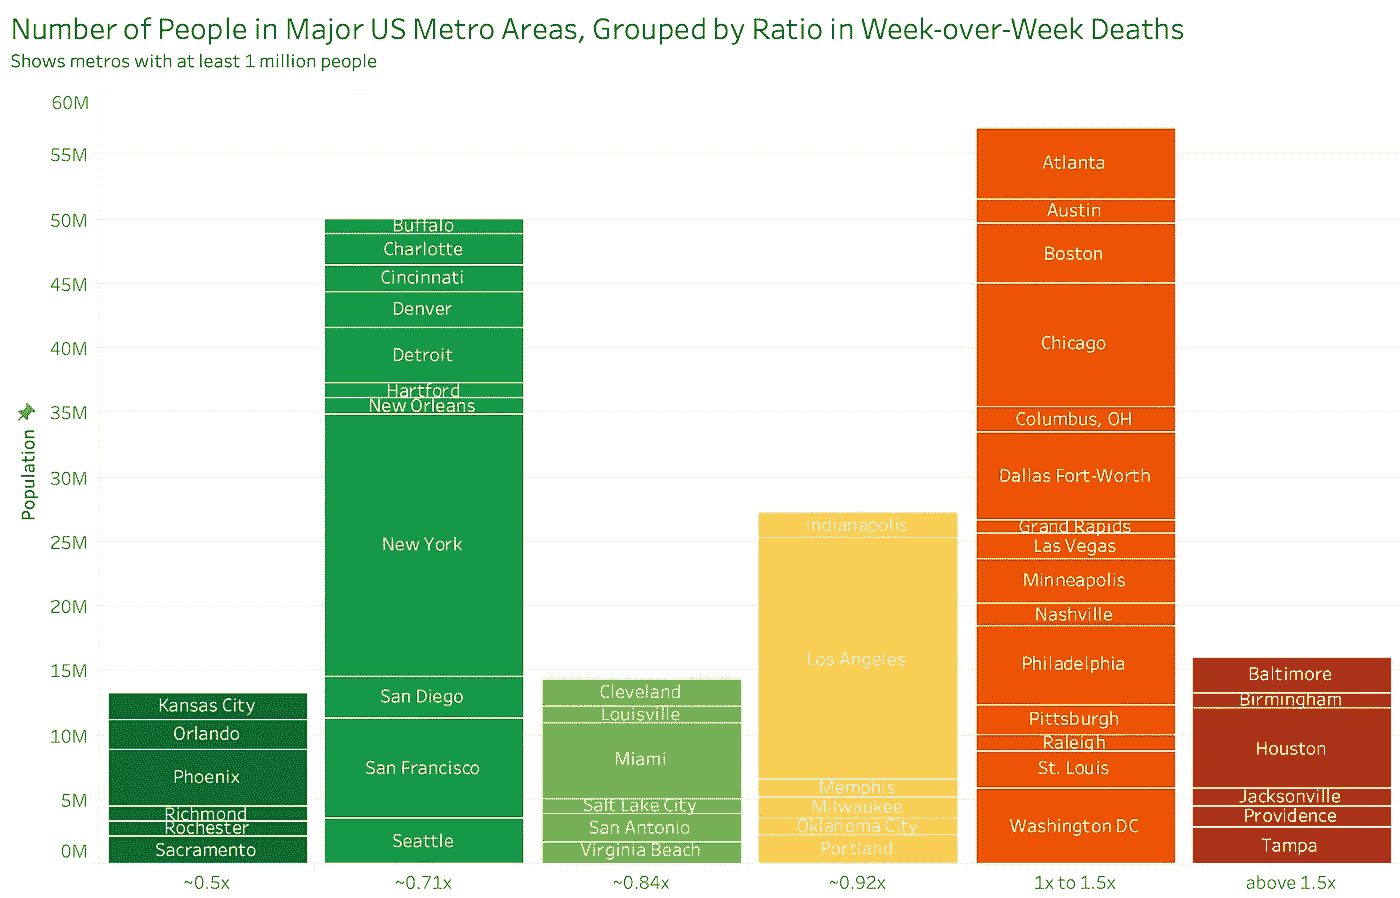 Number of People in Major US Metro Areas, Grouped by Ratio in Week-over-Week Deaths
Shows metros with at least 1 million people
60M
55M
50M
45M
40M
35M
30M
25M
20M
15M
10M
5M
0M
Population
Kansas City
Orlando
Phoenix
Richmond
Rochester
Sacramento
Buffalo
Charlotte
Cincinnati
Denver
Detroit
Hartford
New Orleans
New York
San Diego
San Francisco
Seattle
Cleveland
Louisville
Miami
Salt Lake City
San Antonio
Virginia Beach
Indianapolis
Los Angeles
Memphis
Milwaukee
Oklahoma City
Portland
Atlanta
Austin
Boston
Chicago
Columbus, OH
Dallas Fort-Worth
Grand Rapids
Las Vegas
Minneapolis
Nashville
Philadelphia
Pittsburgh
Raleigh
St. Louis
Washington DC
Baltimore
Birmingham
Houston
Jacksonville
Providence
Tampa
~0.5x
~0.71x
~0.84x
~0.92x
1x to 1.5x
above 1.5x